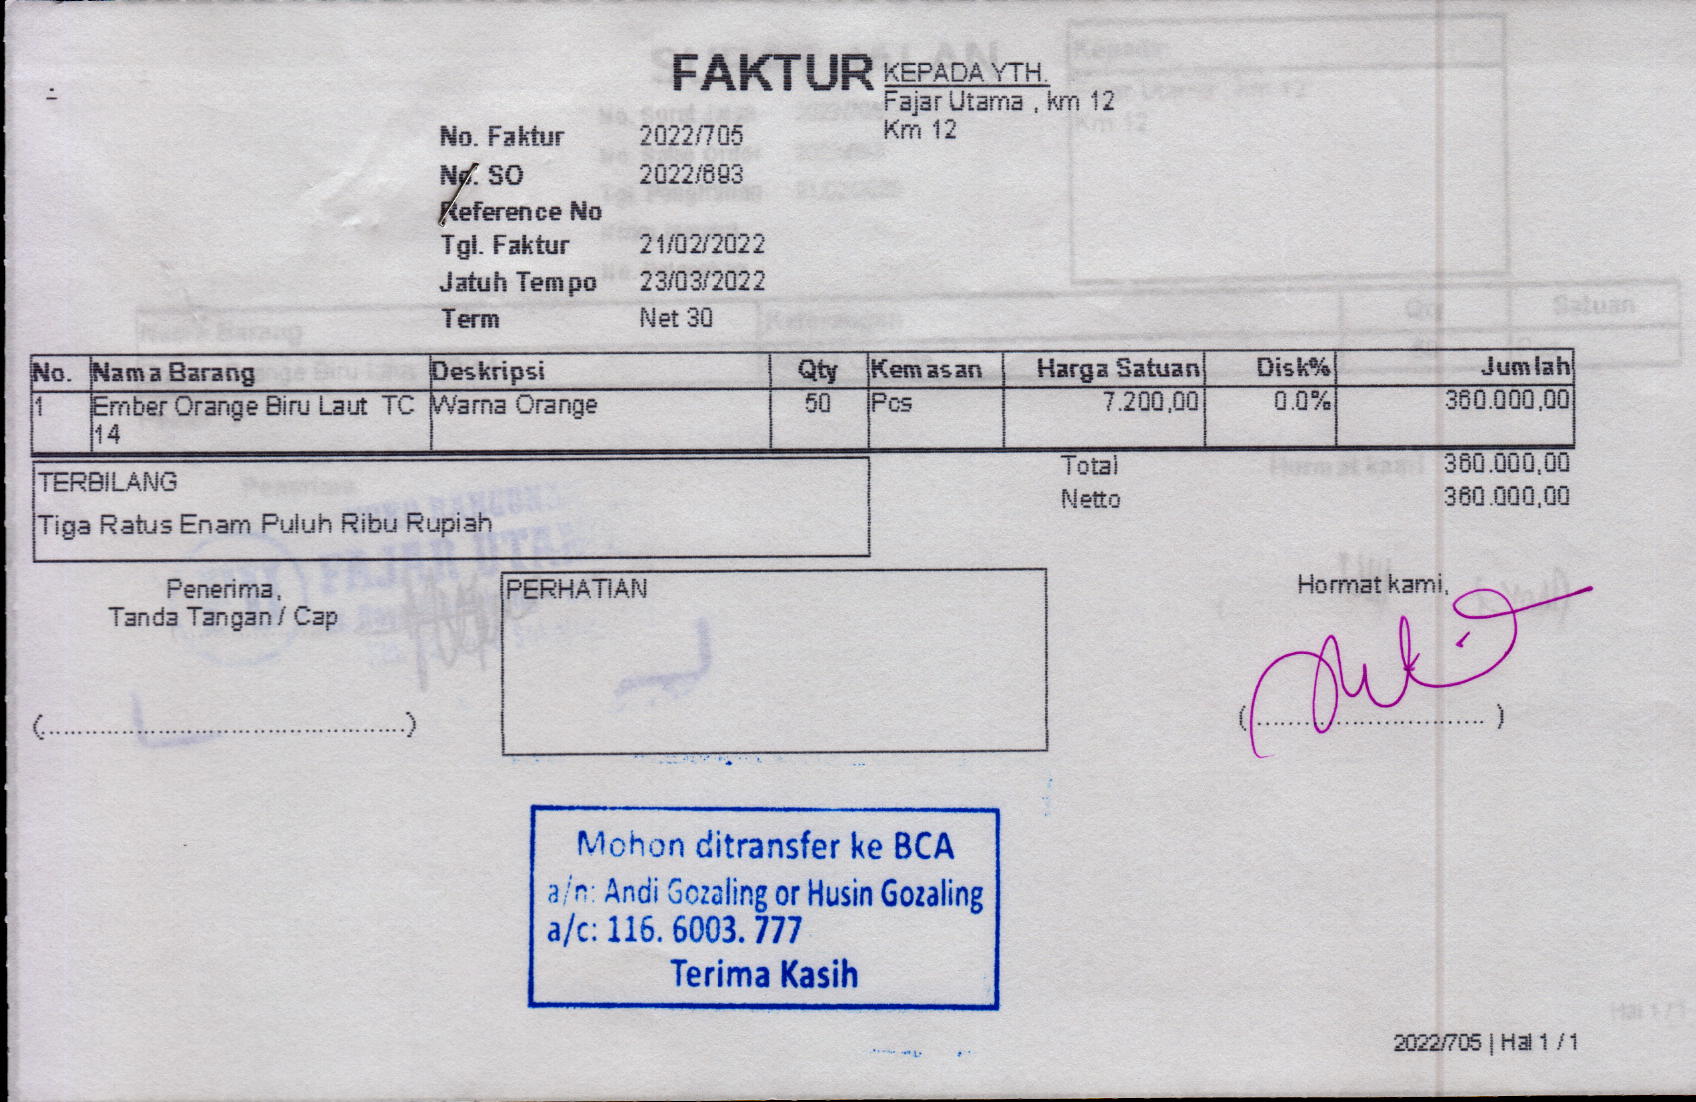 FAKTUR
KEPADA YTH.
Fajar Utama , km 12
Km 12
No. Faktur 2022/705
No. SO 2022/693
Reference No
Tgl. Faktur 21/02/2022
Jatuh Tempo 23/03/2022
Term Net 30
No. Nama Barang Deskripsi Qty Kemasan Harga Satuan Disk% Jumlah
1 Ember Orange Biru Laut TC Warna Orange 50 Pcs 7.200,00 0.0% 360.000,00
14
Total 360.000,00
Netto 360.000,00
TERBILANG
Tiga Ratus Enam Puluh Ribu Rupiah
Penerima,
Tanda Tangan / Cap
(..................................................)
PERHATIAN
Hormat kami,
(................................)
Mohon ditransfer ke BCA
a/n: Andi Gozaling or Husin Gozaling
a/c: 116. 6003. 777
Terima Kasih
2022/705 | Hal 1 / 1